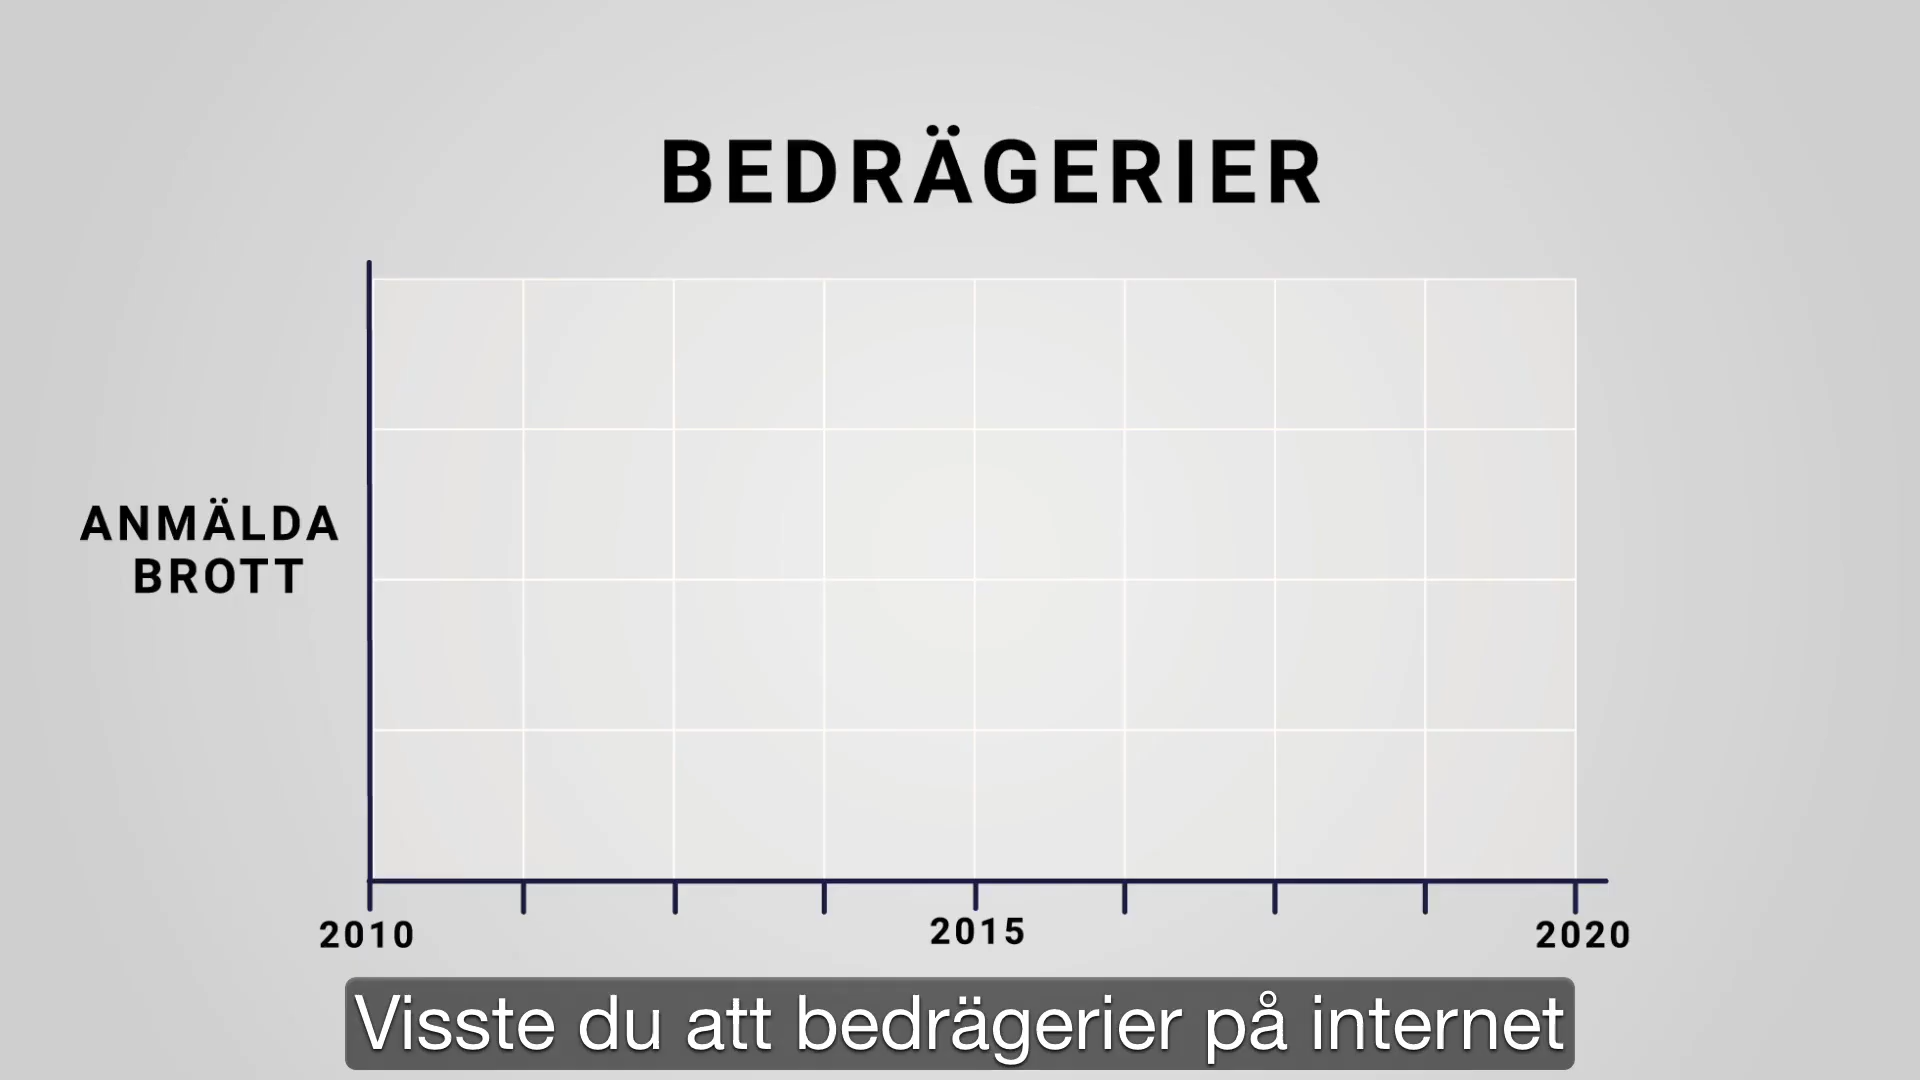 BEDRÄGERIER
ANMÄLDA
BROTT
2010
2015
2020
Visste du att bedrägerier på internet